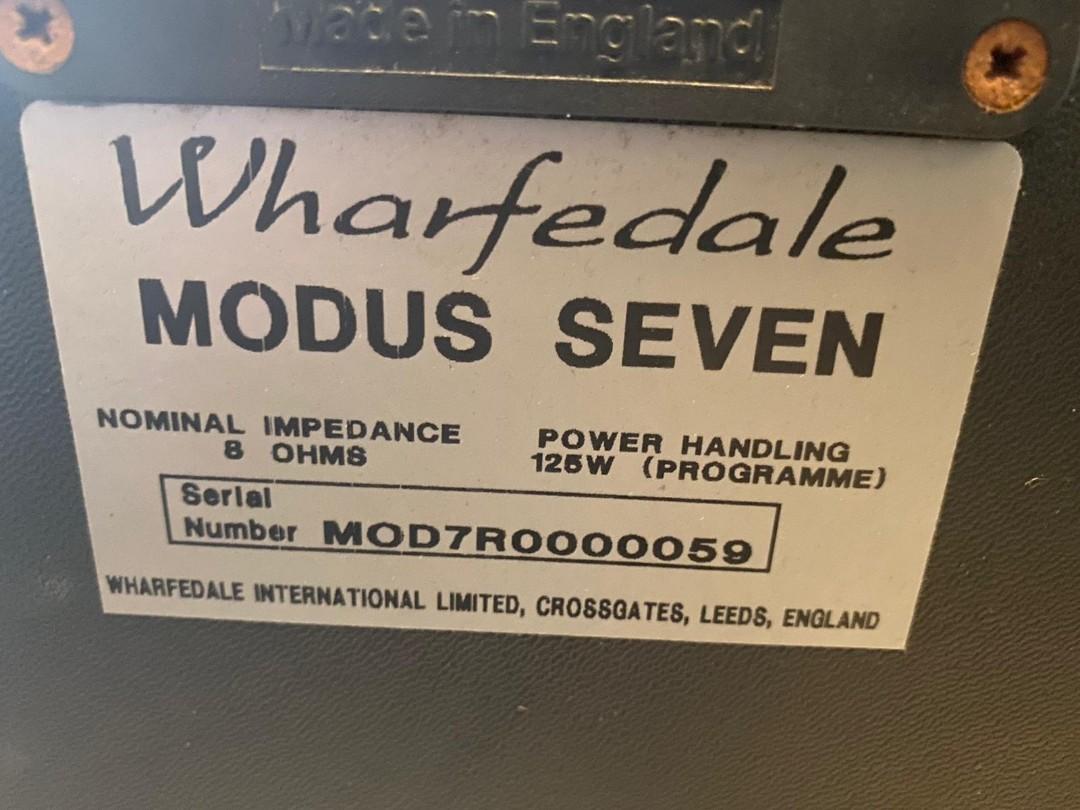 Made in England
Wharfedale
MODUS SEVEN
NOMINAL IMPEDANCE POWER HANDLING
8 OHMS 125W (PROGRAMME)
Serial
Number MOD7R0000059
WHARFEDALE INTERNATIONAL LIMITED, CROSSGATES, LEEDS, ENGLAND